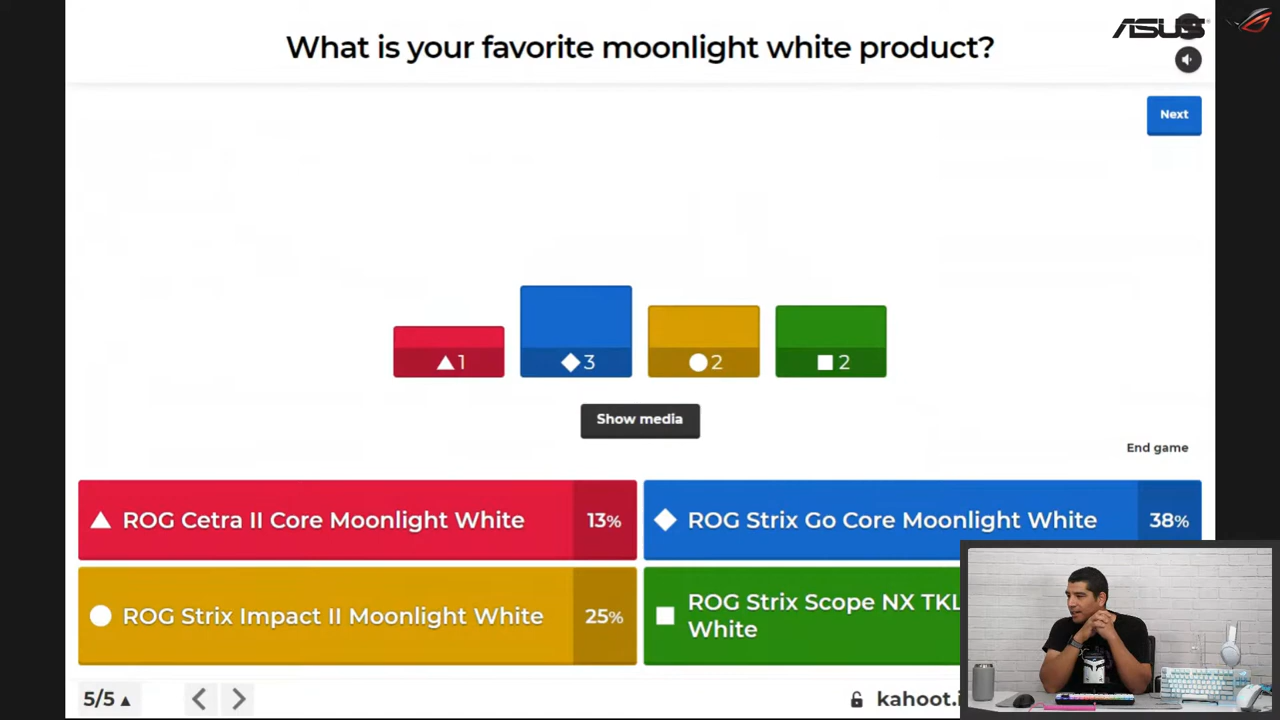 What is your favorite moonlight white product?
ASUS
Next
1
3
2
2
Show media
End game
ROG Cetra II Core Moonlight White
13%
ROG Strix Go Core Moonlight White
38%
ROG Strix Impact II Moonlight White
25%
ROG Strix Scope NX TKL
White
5/5
kahoot.i